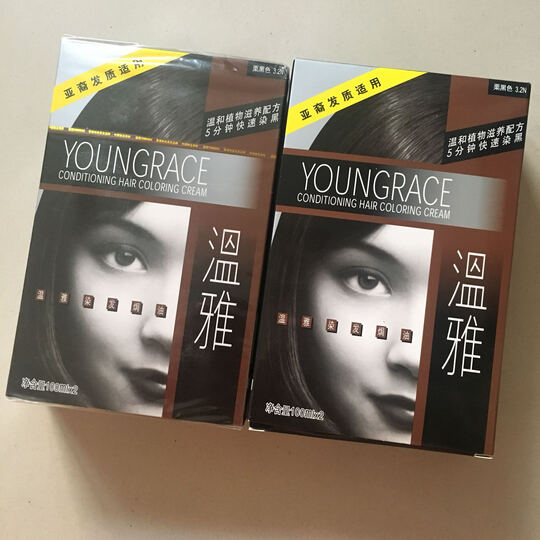 亚裔发质适用
栗黑色 3.2N
温和植物滋养配方
5分钟快速染黑
YOUNGRACE
CONDITIONING HAIR COLORING CREAM
溫雅
温雅染发焗油
净含量100mlx2
亚裔发质适用
栗黑色 3.2N
温和植物滋养配方
5分钟快速染黑
YOUNGRACE
CONDITIONING HAIR COLORING CREAM
溫雅
温雅染发焗油
净含量100mlx2